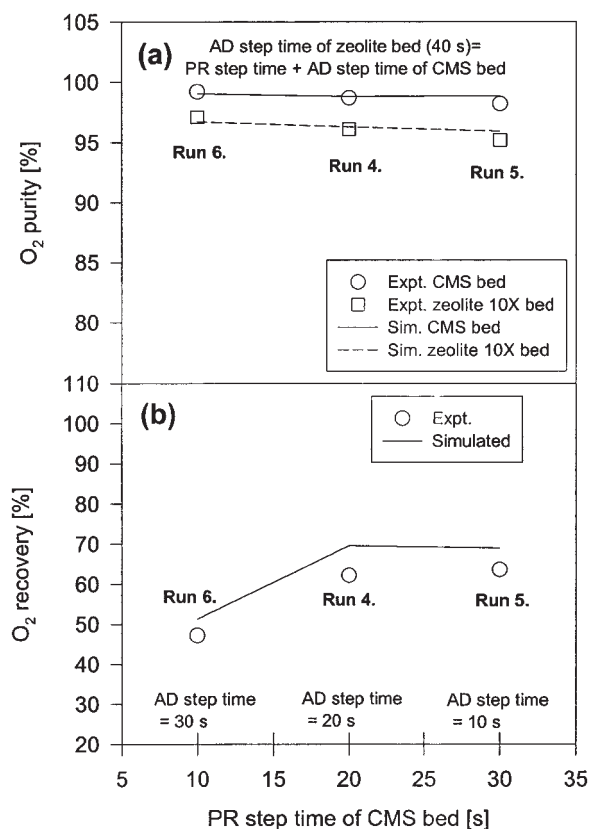 105
100
95
90
85
80
O2 purity [%]
(a)
AD step time of zeolite bed (40 s)=
PR step time + AD step time of CMS bed
Run 6.
Run 4.
Run 5.
Expt. CMS bed
Expt. zeolite 10X bed
Sim. CMS bed
Sim. zeolite 10X bed
110
100
90
80
70
60
50
40
30
20
O2 recovery [%]
(b)
Expt.
Simulated
Run 6.
Run 4.
Run 5.
AD step time
= 30 s
AD step time
= 20 s
AD step time
= 10 s
5
10
15
20
25
30
35
PR step time of CMS bed [s]